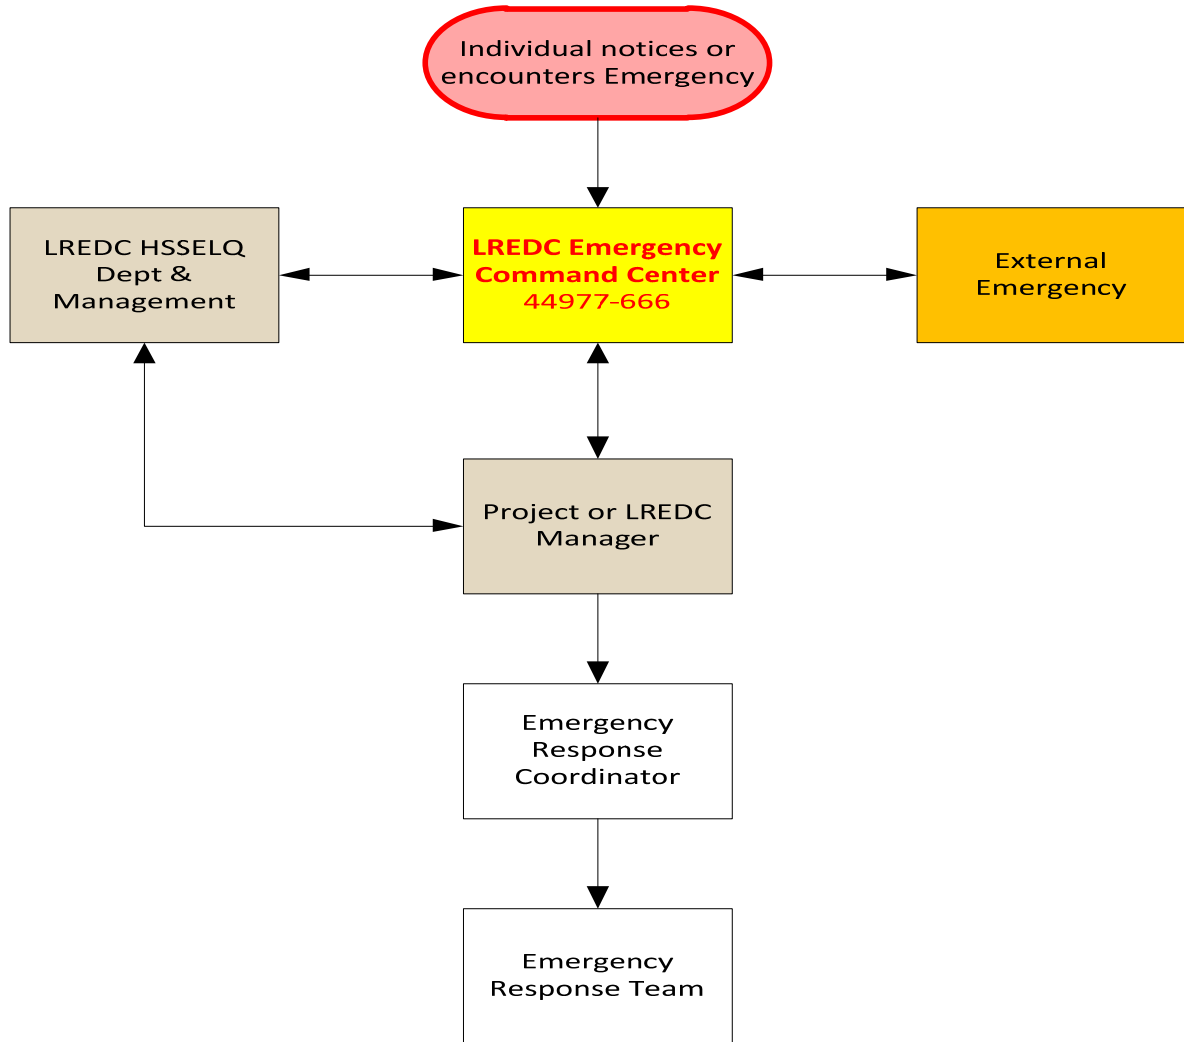 Individual notices or
encounters Emergency
LREDC HSSELQ
Dept &
Management
LREDC Emergency
Command Center
44977-666
External
Emergency
Project or LREDC
Manager
Emergency
Response
Coordinator
Emergency
Response Team